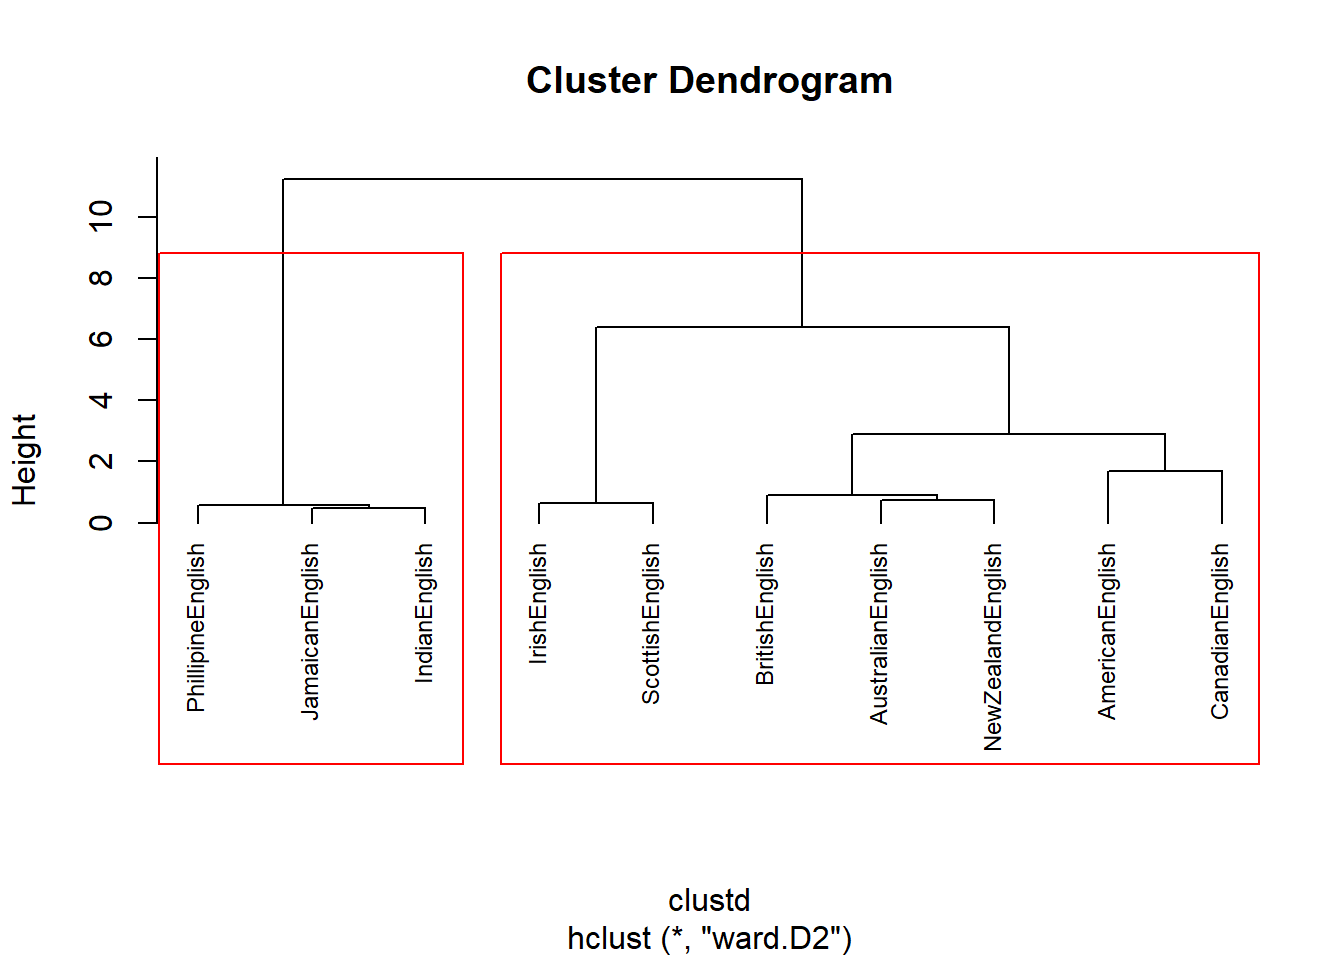 Cluster Dendrogram
Height
10
8
6
4
2
0
PhillipineEnglish
JamaicanEnglish
IndianEnglish
IrishEnglish
ScottishEnglish
BritishEnglish
AustralianEnglish
NewZealandEnglish
AmericanEnglish
CanadianEnglish
clustd
hclust (*, "ward.D2")